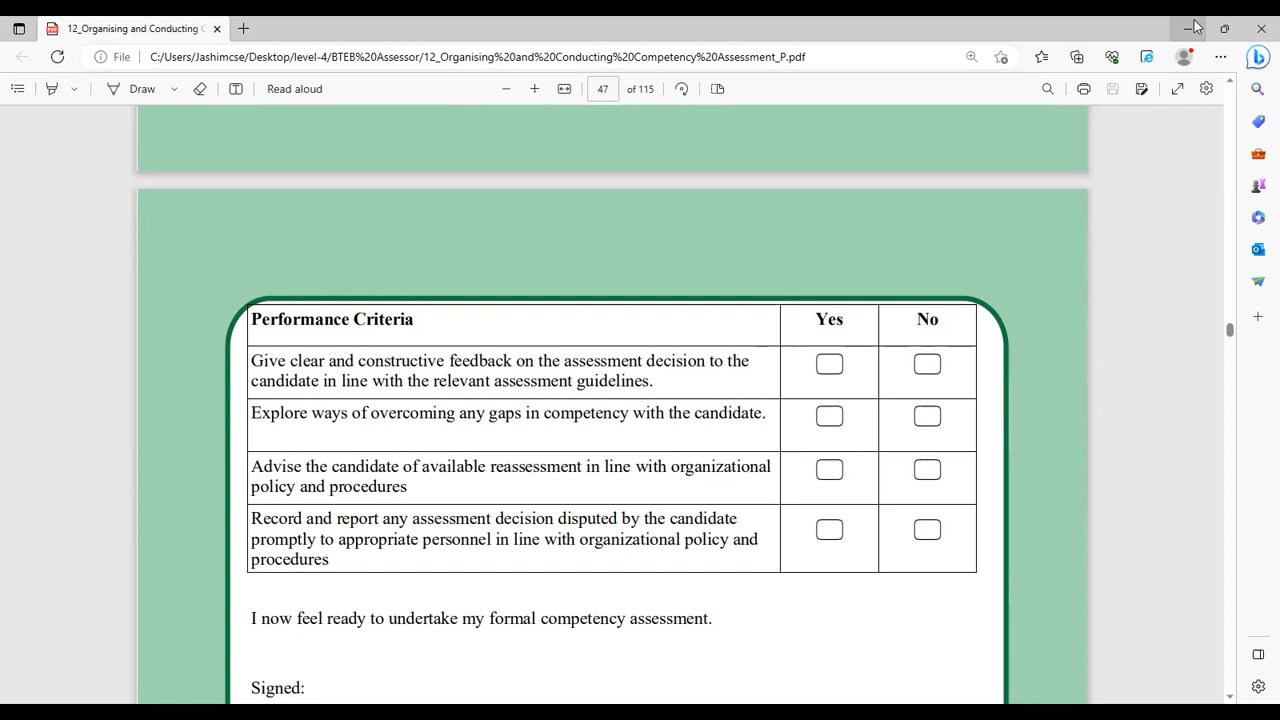 12_Organising and Conducting C
File
C:/Users/Jashimcse/Desktop/level-4/BTEB%20Assessor/12_Organising%20and%20Conducting%20Competency%20Assessment_P.pdf
Draw
Read aloud
47
of 115
Performance Criteria
Yes
No
Give clear and constructive feedback on the assessment decision to the
candidate in line with the relevant assessment guidelines.
Explore ways of overcoming any gaps in competency with the candidate.
Advise the candidate of available reassessment in line with organizational
policy and procedures
Record and report any assessment decision disputed by the candidate
promptly to appropriate personnel in line with organizational policy and
procedures
I now feel ready to undertake my formal competency assessment.
Signed: